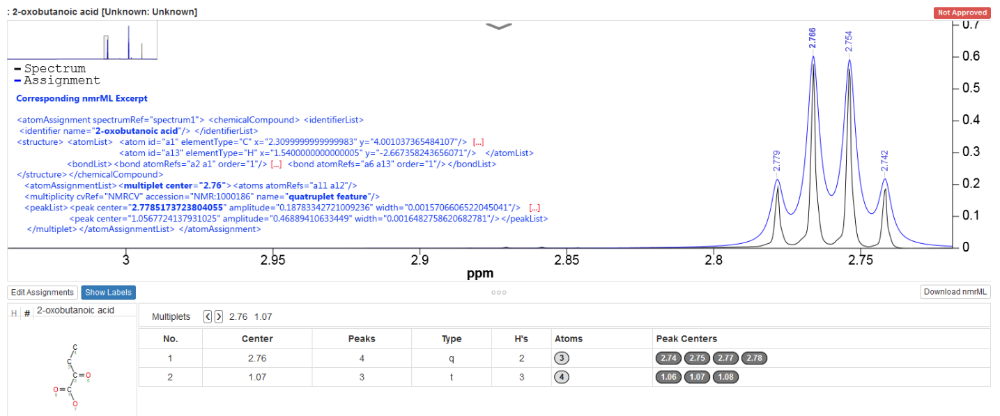 : 2-oxobutanoic acid [Unknown: Unknown]
Not Approved
Spectrum
Assignment
Corresponding nmrML Excerpt
<atomAssignment spectrumRef="spectrum1"> <chemicalCompound> <identifierList>
<identifier name="2-oxobutanoic acid"/> </identifierList>
<structure> <atomList> <atom id="a1" elementType="C" x="2.3099999999999983" y="4.001037365484107"/> [...]
<atom id="a13" elementType="H" x="1.5400000000000005" y="-2.667358243656071"/> </atomList>
<bondList><bond atomRefs="a2 a1" order="1"/> [...] <bond atomRefs="a6 a13" order="1"/></bondList>
</structure></chemicalCompound>
<atomAssignmentList><multiplet center="2.76"><atoms atomRefs="a11 a12"/>
<multiplicity cvRef="NMRCV" accession="NMR:1000186" name="quatruplet feature"/>
<peakList><peak center="2.7785173723804055" amplitude="0.18783342721009236" width="0.0015706606522045041"/> [...]
<peak center="1.0567724137931025" amplitude="0.46889410633449" width="0.0016482758620682781"/></peakList>
</multiplet></atomAssignmentList> </atomAssignment>
2.779
2.766
2.754
2.742
0.7
0.6
0.5
0.4
0.3
0.2
0.1
0
3 2.95 2.9 2.85 2.8 2.75
ppm
Edit Assignments Show Labels Download nmrML
H # 2-oxobutanoic acid
C
4
C
3
C
2
O
5
O
6
C
1
O
7
Multiplets 2.76 1.07
No. Center Peaks Type H's Atoms Peak Centers
1 2.76 4 q 2 3 2.74 2.75 2.77 2.78
2 1.07 3 t 3 4 1.06 1.07 1.08